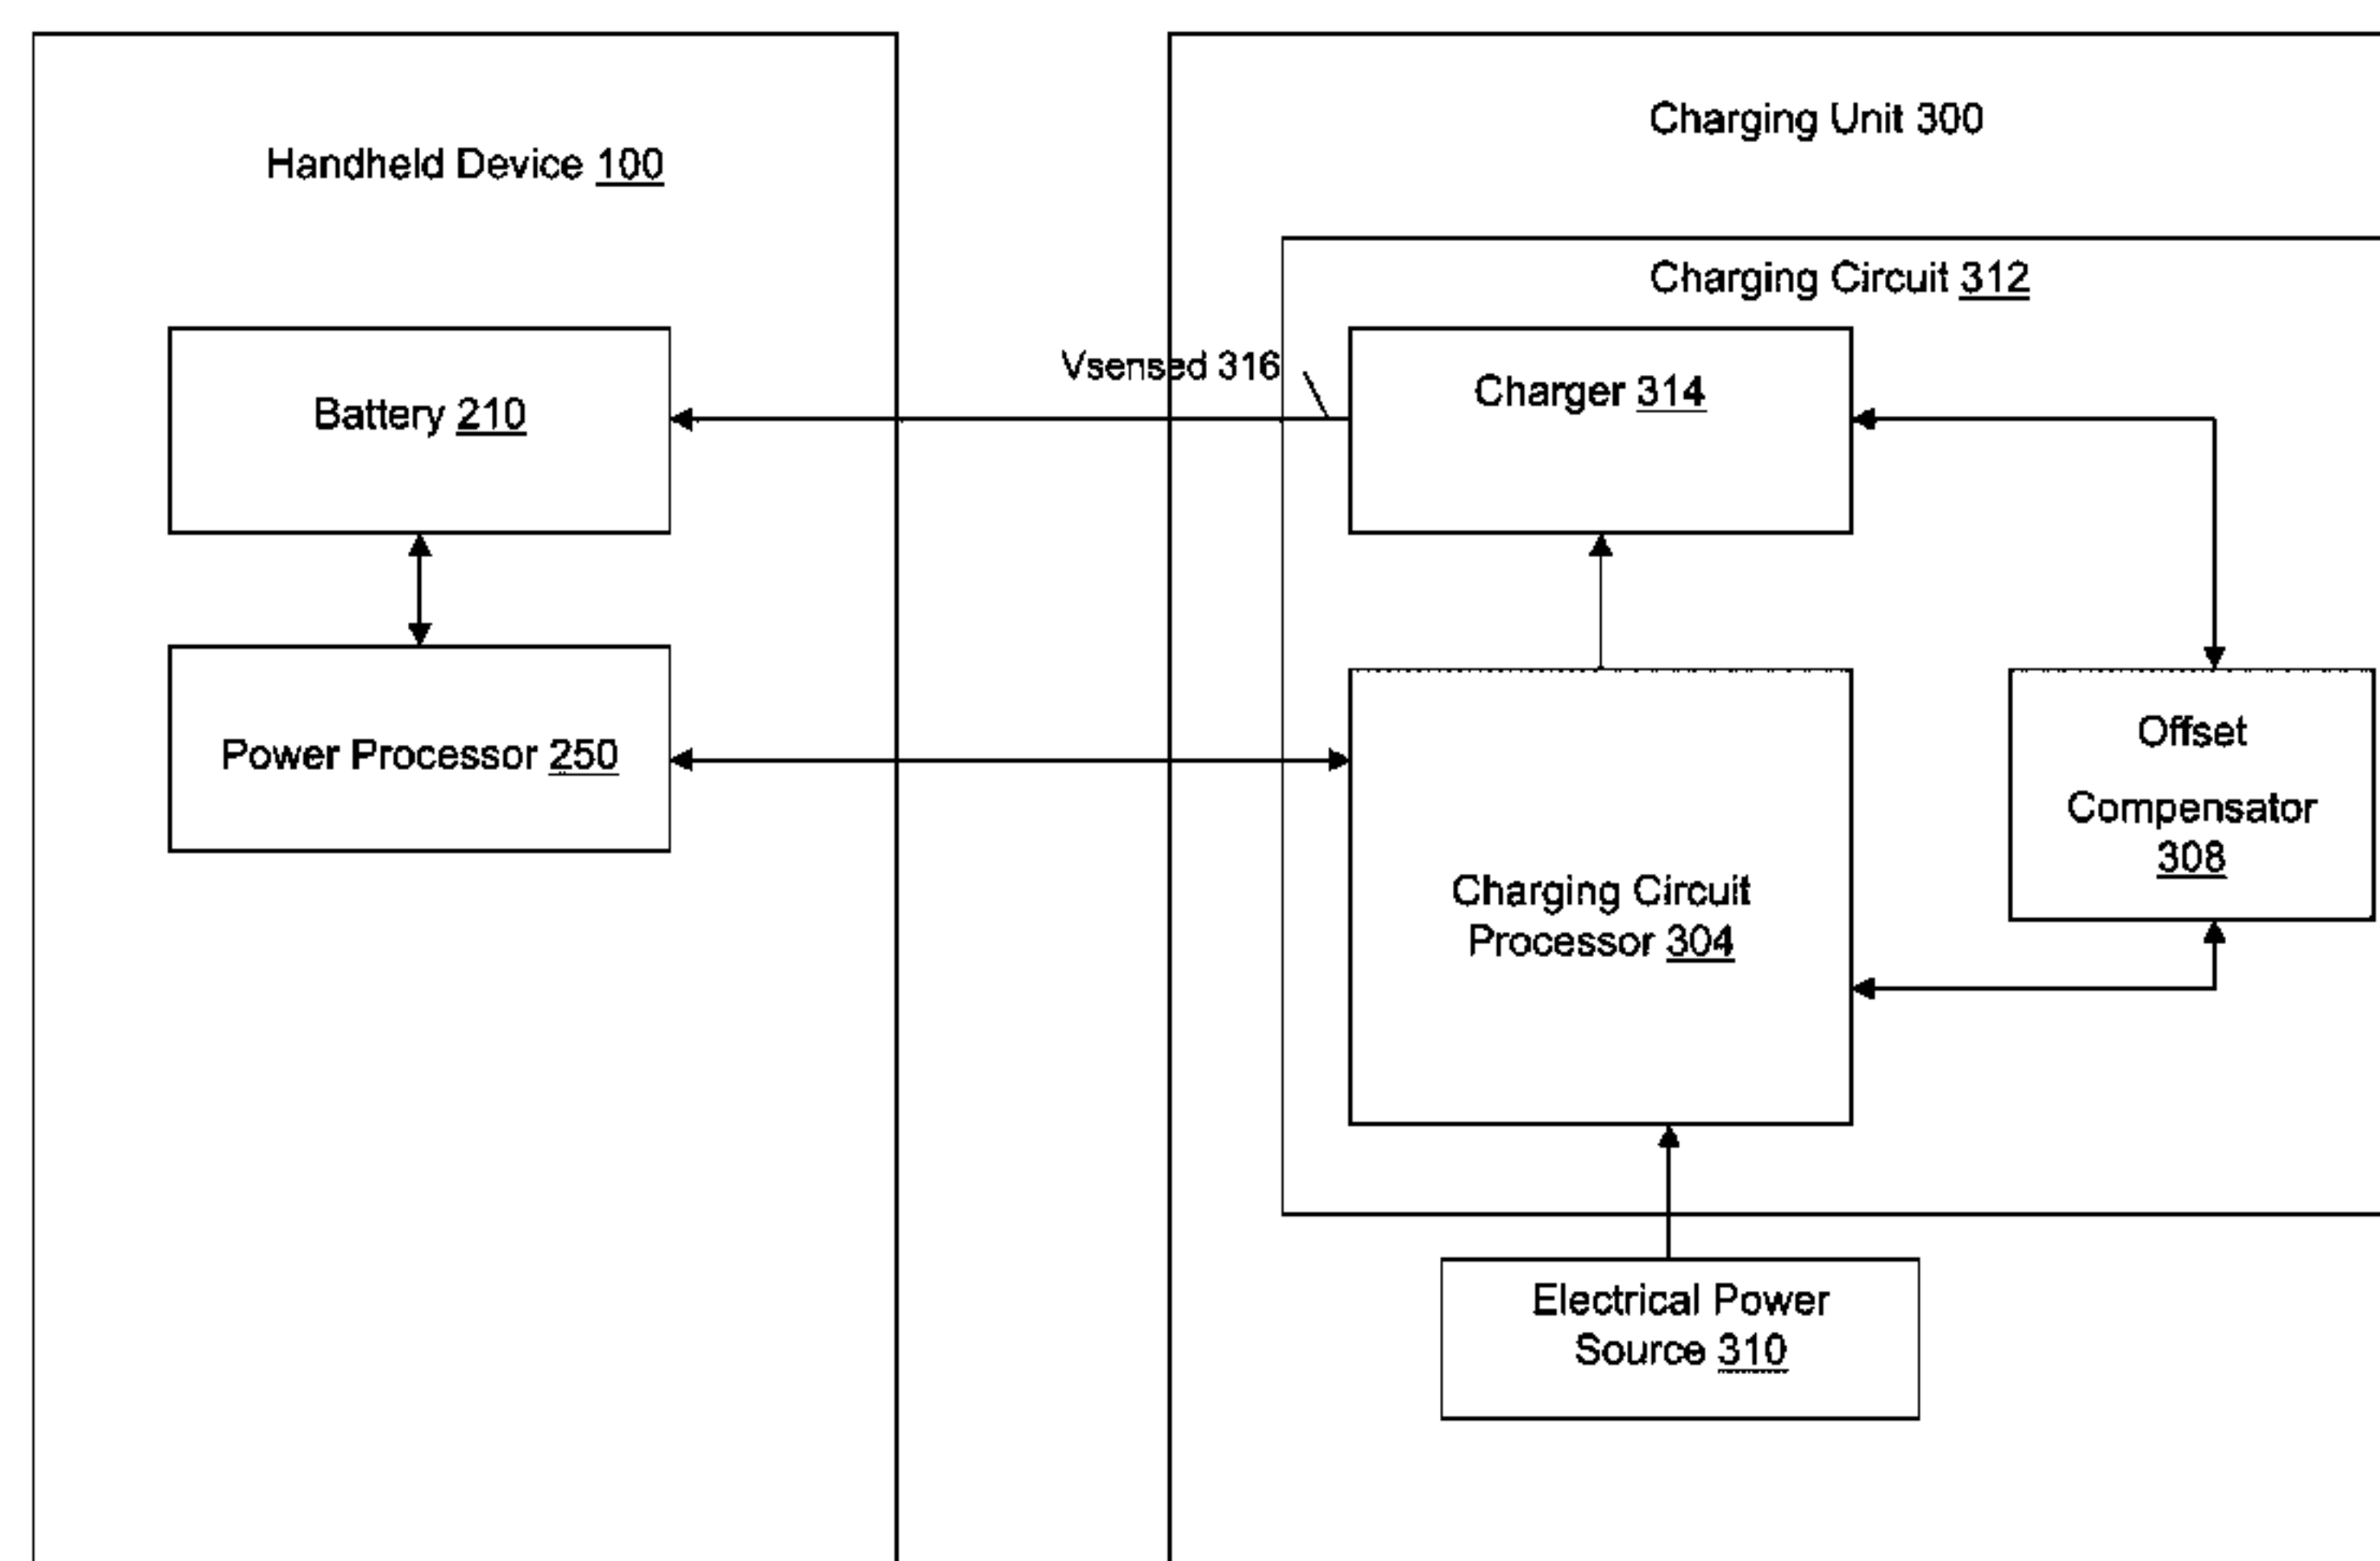 Handheld Device 100
Battery 210
Power Processor 250
Charging Unit 300
Charging Circuit 312
Vsensed 316
Charger 314
Charging Circuit
Processor 304
Offset
Compensator
308
Electrical Power
Source 310